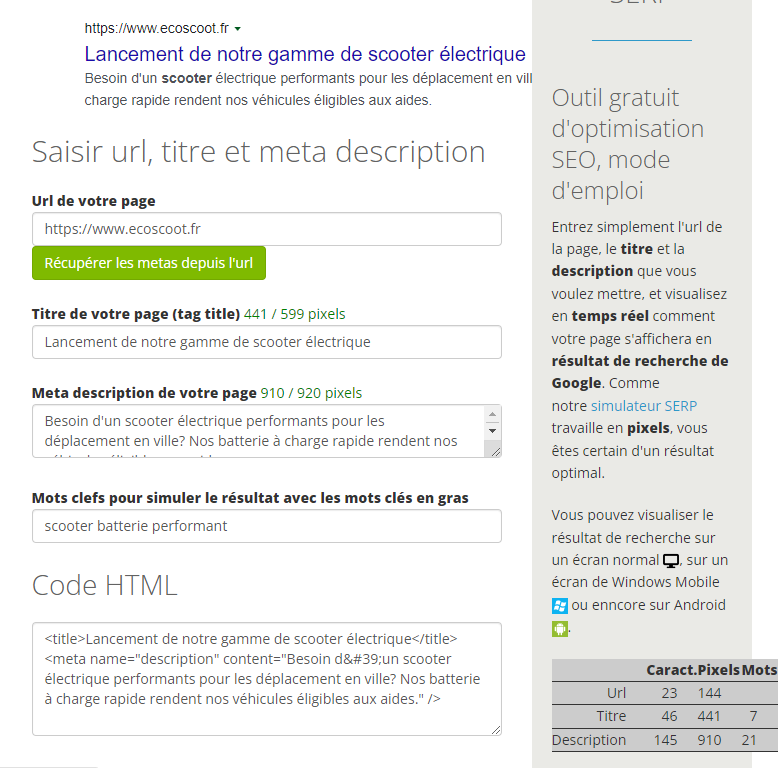 https://www.ecoscoot.fr
Lancement de notre gamme de scooter électrique
Besoin d'un scooter électrique performants pour les déplacement en vill
charge rapide rendent nos véhicules éligibles aux aides.
Saisir url, titre et meta description
Url de votre page
https://www.ecoscoot.fr
Récupérer les metas depuis l'url
Titre de votre page (tag title) 441 / 599 pixels
Lancement de notre gamme de scooter électrique
Meta description de votre page 910 / 920 pixels
Besoin d'un scooter électrique performants pour les
déplacement en ville? Nos batterie à charge rapide rendent nos
Mots clefs pour simuler le résultat avec les mots clés en gras
scooter batterie performant
Code HTML
<title>Lancement de notre gamme de scooter électrique</title>
<meta name="description" content="Besoin d&#39;un scooter
électrique performants pour les déplacement en ville? Nos batterie
à charge rapide rendent nos véhicules éligibles aux aides." />
SERP
Outil gratuit
d'optimisation
SEO, mode
d'emploi
Entrez simplement l'url de
la page, le titre et la
description que vous
voulez mettre, et visualisez
en temps réel comment
votre page s'affichera en
résultat de recherche de
Google. Comme
notre simulateur SERP
travaille en pixels, vous
êtes certain d'un résultat
optimal.
Vous pouvez visualiser le
résultat de recherche sur
un écran normal , sur un
écran de Windows Mobile
ou enncore sur Android
.
Caract. Pixels Mots
Url 23 144
Titre 46 441 7
Description 145 910 21